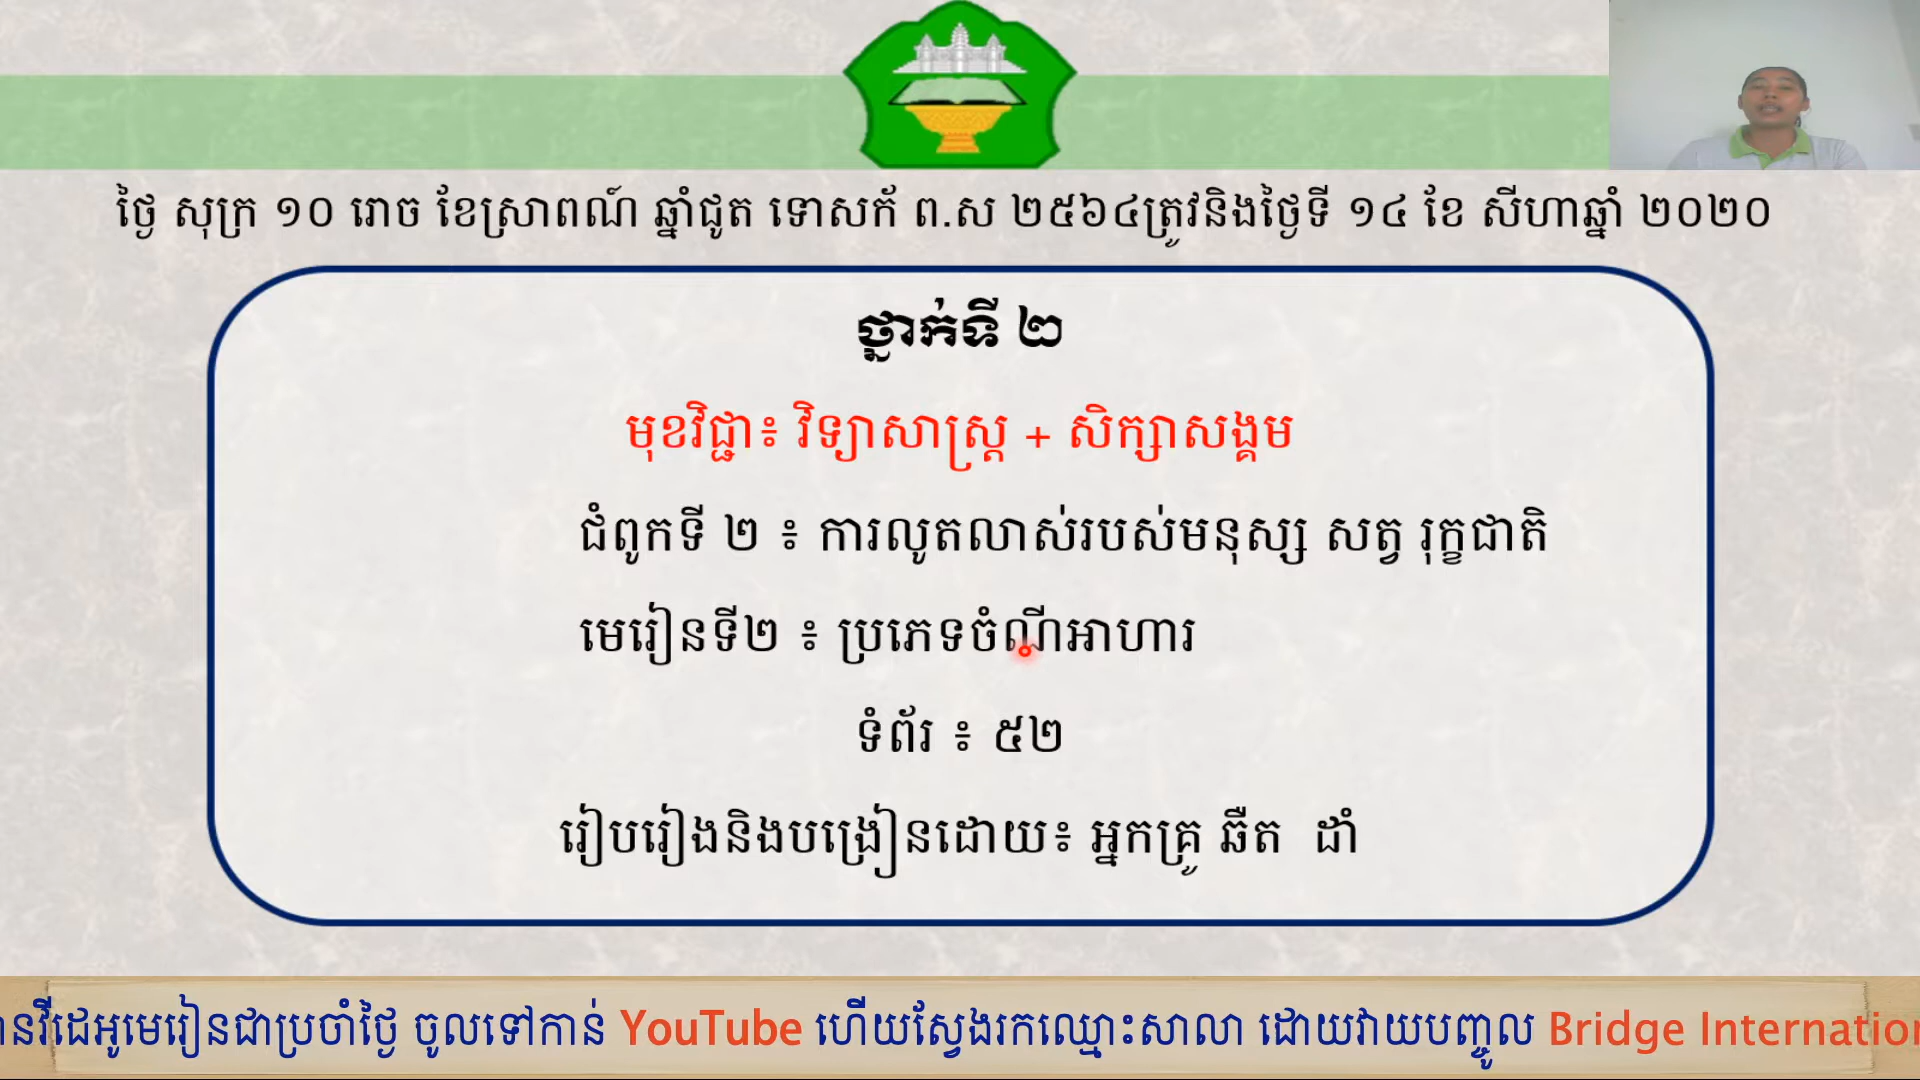 ថ្ងៃ សុក្រ ១០ រោច ខែស្រាពណ៍ ឆ្នាំជូត ទោសក័ ព.ស ២៥៦៤ត្រូវនិងថ្ងៃទី ១៤ ខែ សីហាឆ្នាំ ២០២០
ថ្នាក់ទី ២
មុខវិជ្ជា៖ វិទ្យាសាស្ត្រ + សិក្សាសង្គម
ជំពូកទី ២ ៖ ការលូតលាស់របស់មនុស្ស សត្វ រុក្ខជាតិ
មេរៀនទី២ ៖ ប្រភេទចំណីអាហារ
ទំព័រ ៖ ៥២
រៀបរៀងនិងបង្រៀនដោយ៖ អ្នកគ្រូ ឆឺត ដាំ
វីដេអូមេរៀនជាប្រចាំថ្ងៃ ចូលទៅកាន់ YouTube ហើយស្វែងរកឈ្មោះសាលា ដោយវាយបញ្ចូល Bridge Internation